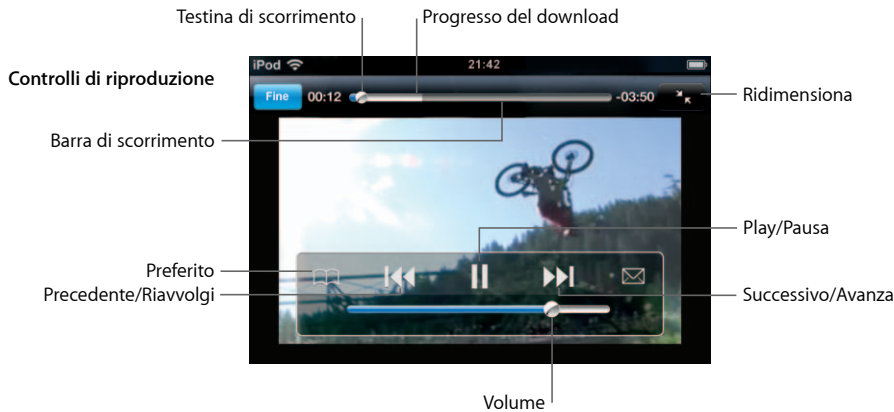 Testina di scorrimento
Progresso del download
Controlli di riproduzione
iPod
21:42
Fine
00:12
-03:50
Ridimensiona
Barra di scorrimento
Play/Pausa
Preferito
Precedente/Riavvolgi
Successivo/Avanza
Volume